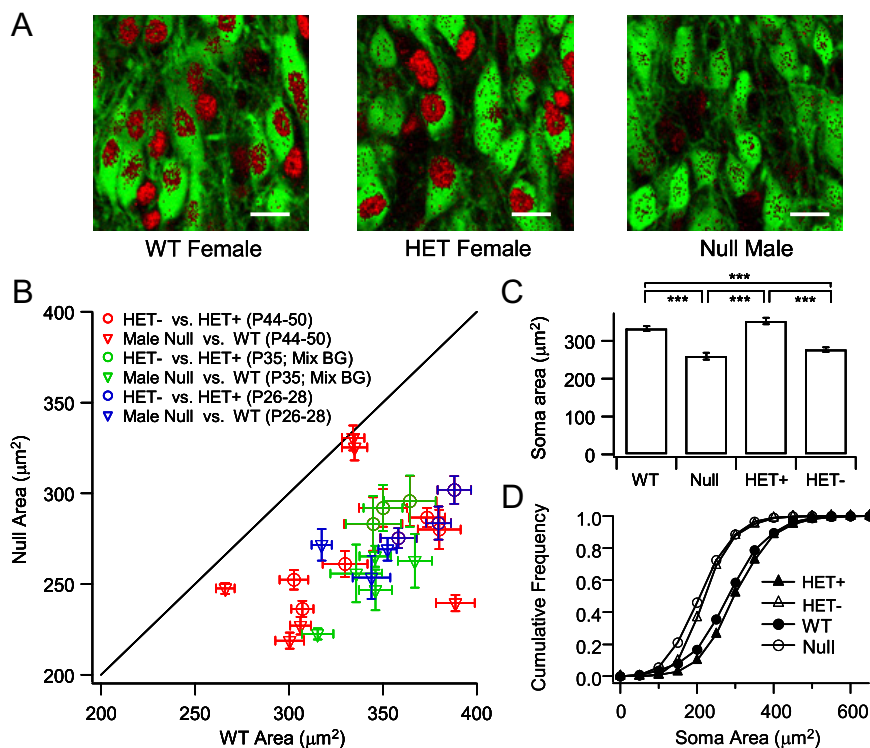 A
WT Female
HET Female
Null Male
B
400
350
300
250
200
Null Area (μm²)
HET- vs. HET+ (P44-50)
Male Null vs. WT (P44-50)
HET- vs. HET+ (P35; Mix BG)
Male Null vs. WT (P35; Mix BG)
HET- vs. HET+ (P26-28)
Male Null vs. WT (P26-28)
200
300
350
400
WT Area (μm²)
C
***
*** *** ***
Soma area (μm²)
300
200
100
0
WT Null HET+ HET-
D
Cumulative Frequency
1.0
0.8
0.6
0.4
0.2
0.0
HET+
HET-
WT
Null
0 200 400 600
Soma Area (μm²)